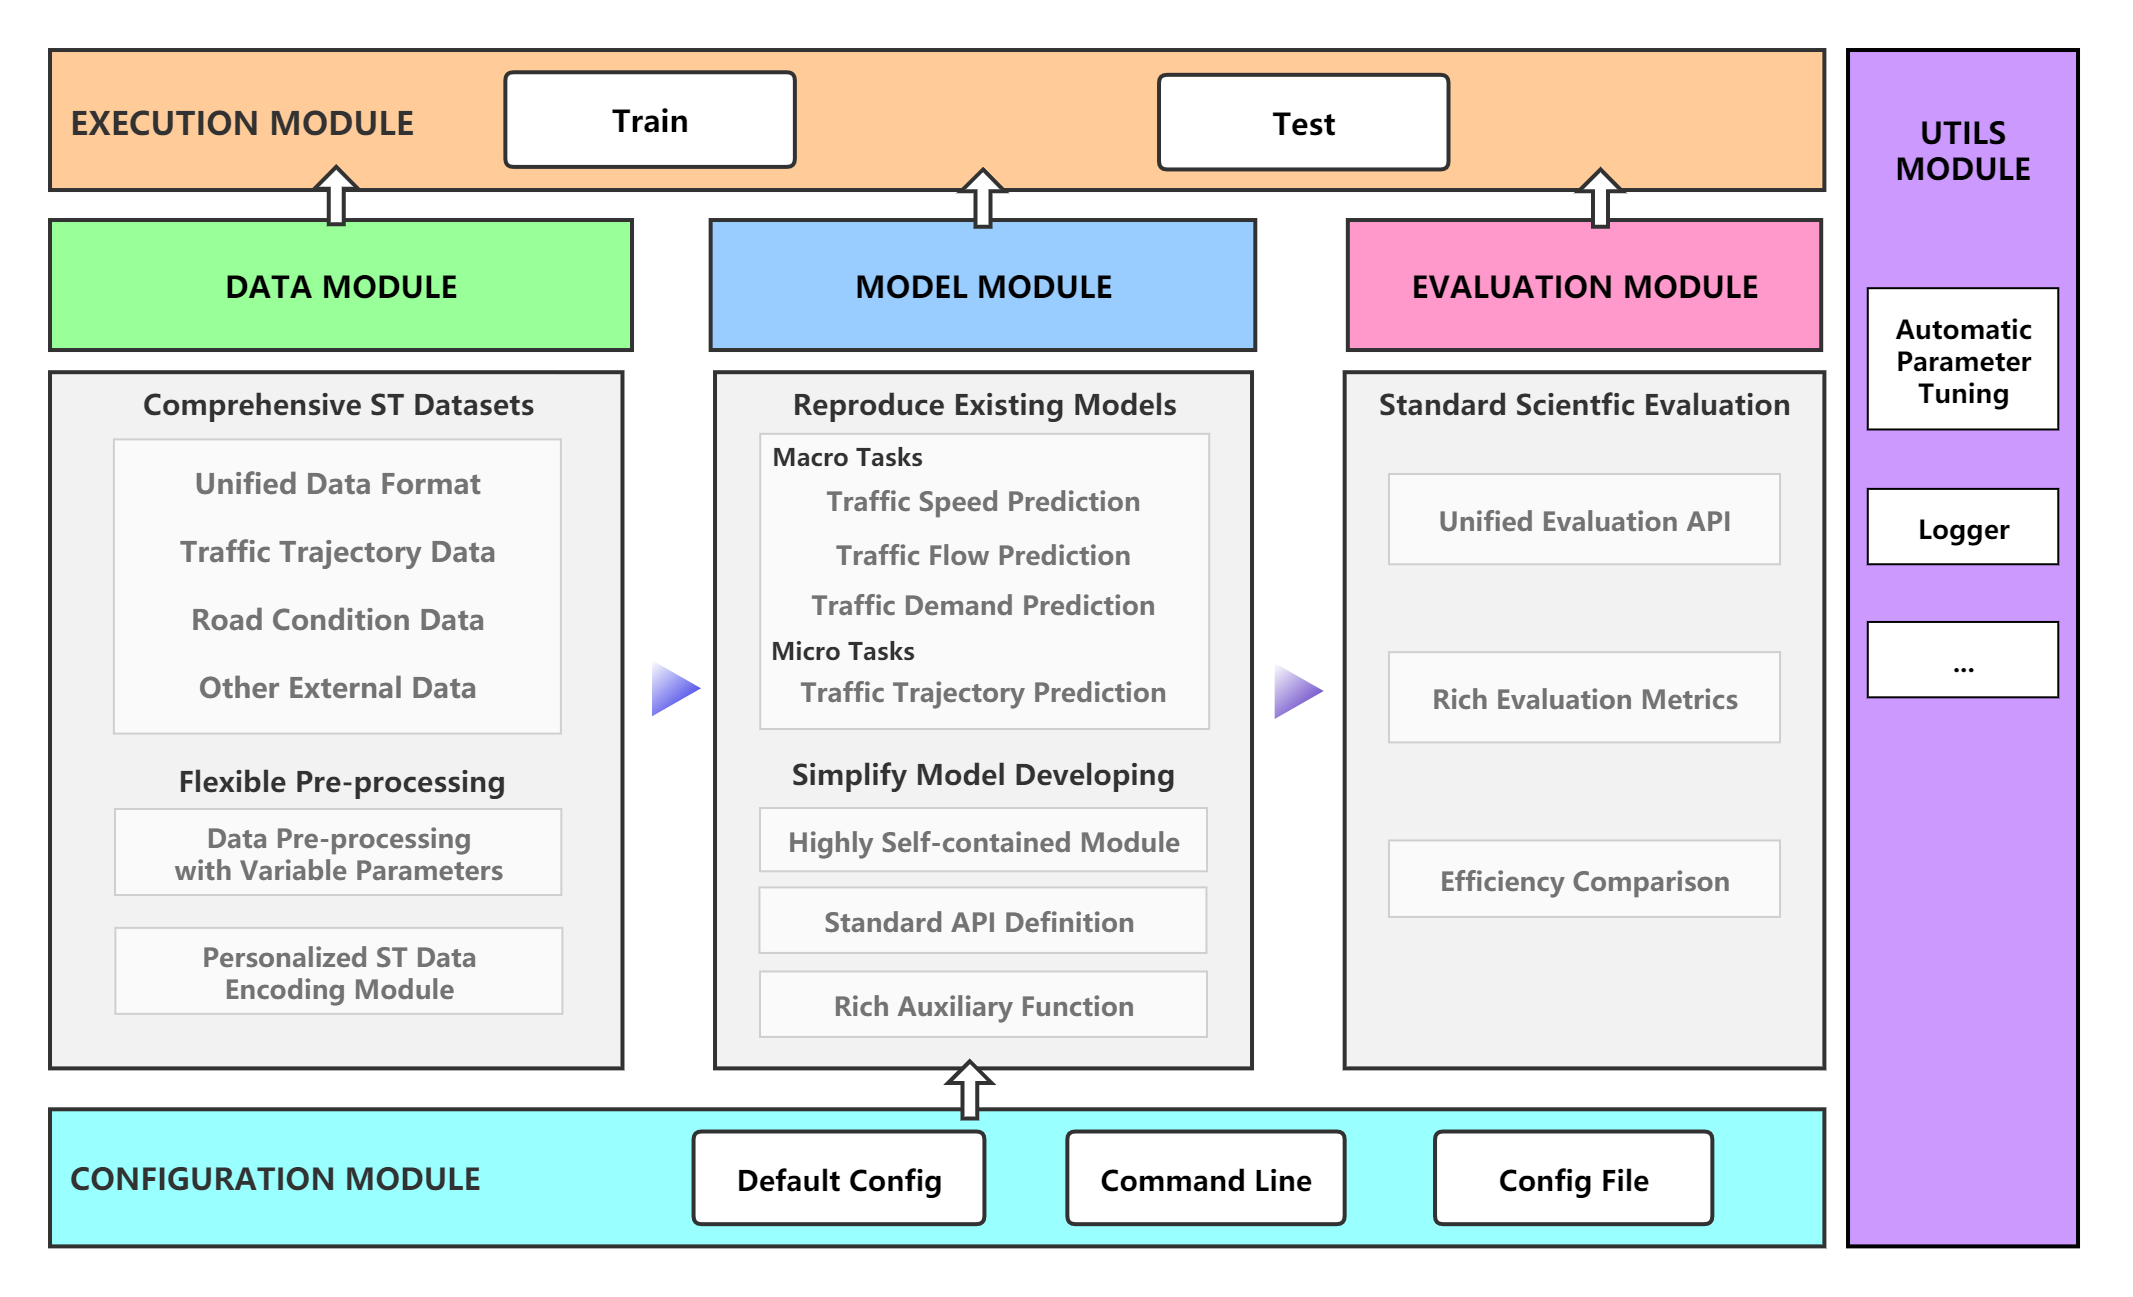 EXECUTION MODULE
Train
Test
DATA MODULE
MODEL MODULE
EVALUATION MODULE
Comprehensive ST Datasets
Unified Data Format
Traffic Trajectory Data
Road Condition Data
Other External Data
Flexible Pre-processing
Data Pre-processing
with Variable Parameters
Personalized ST Data
Encoding Module
Reproduce Existing Models
Macro Tasks
Traffic Speed Prediction
Traffic Flow Prediction
Traffic Demand Prediction
Micro Tasks
Traffic Trajectory Prediction
Simplify Model Developing
Highly Self-contained Module
Standard API Definition
Rich Auxiliary Function
Standard Scientfic Evaluation
Unified Evaluation API
Rich Evaluation Metrics
Efficiency Comparison
CONFIGURATION MODULE
Default Config
Command Line
Config File
UTILS
MODULE
Automatic
Parameter
Tuning
Logger
...